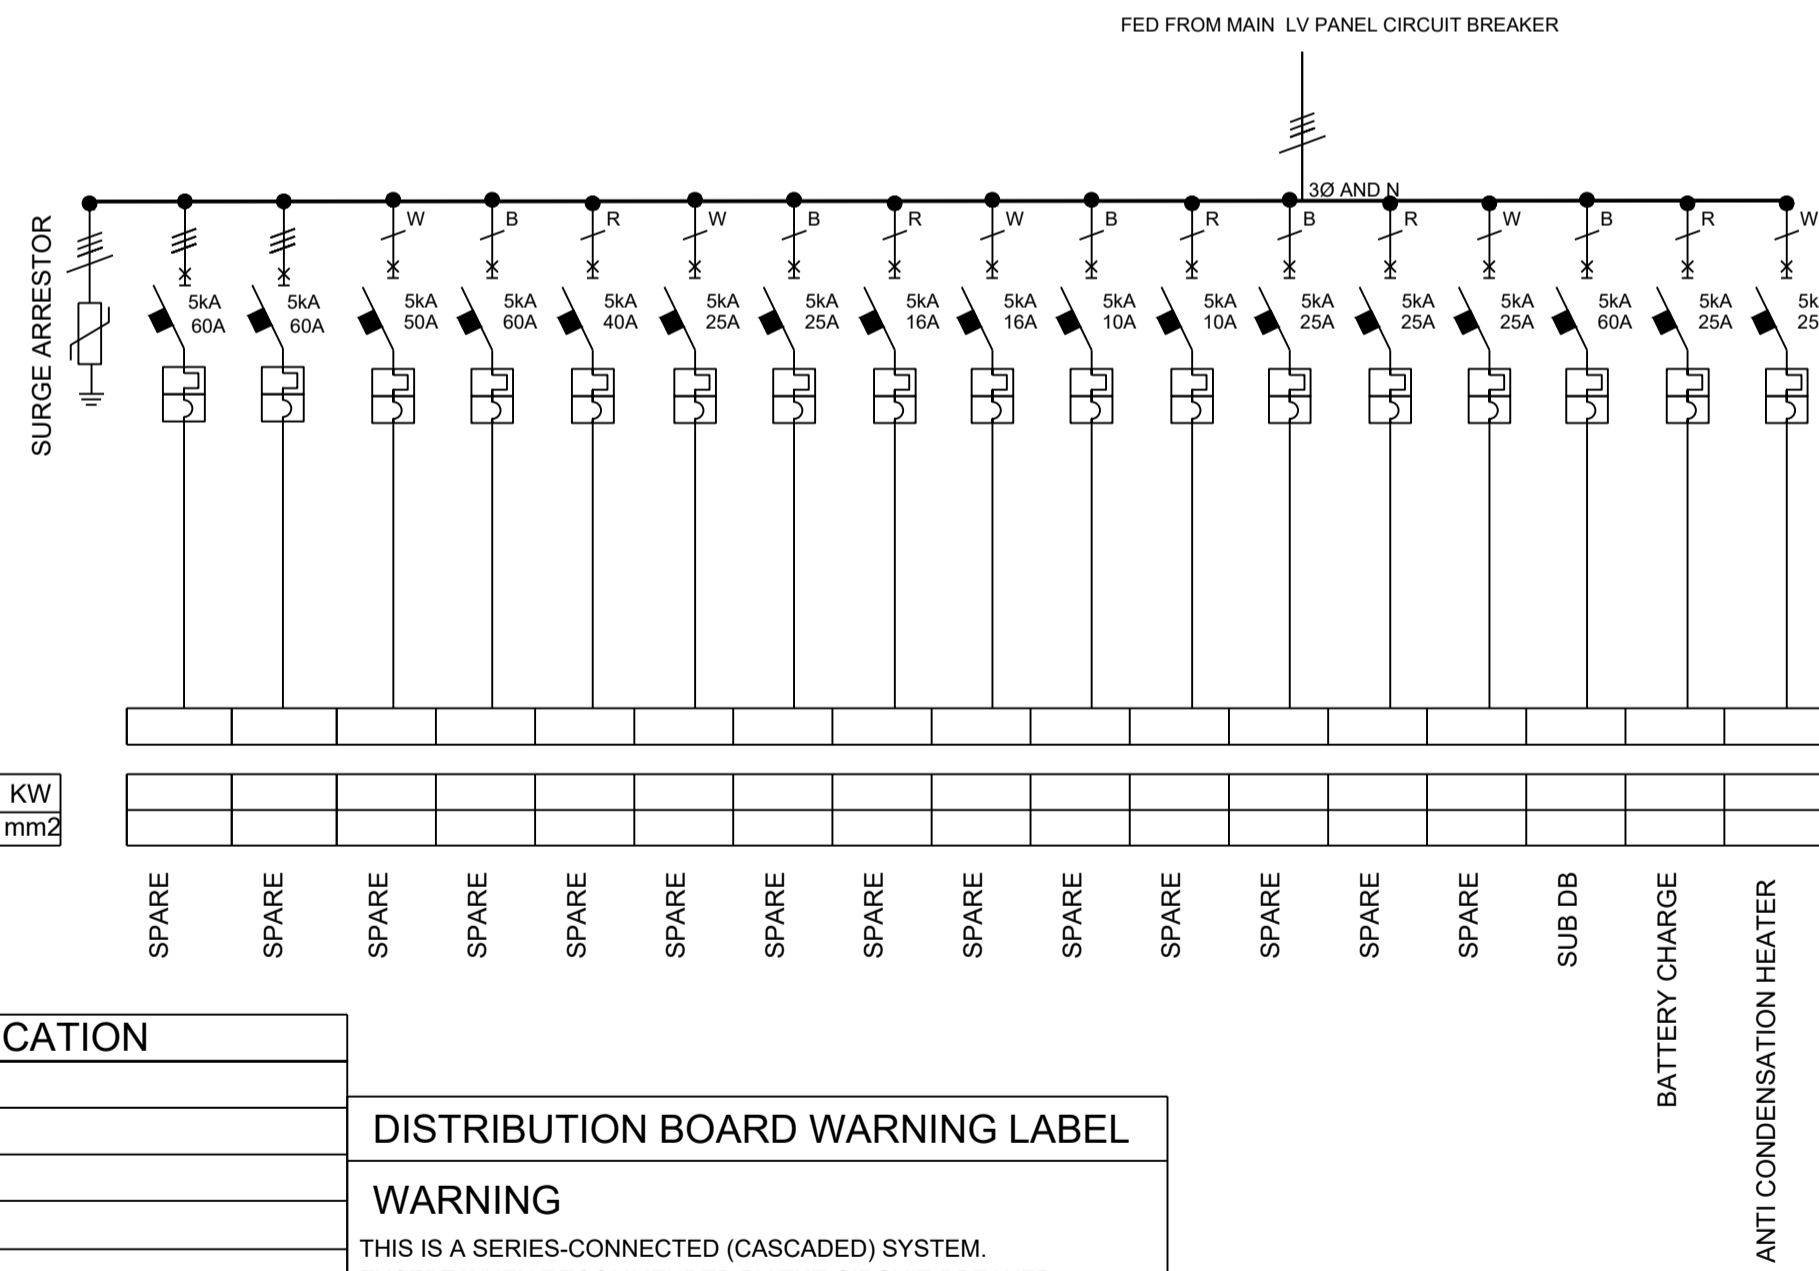 FED FROM MAIN LV PANEL CIRCUIT BREAKER
3Ø AND N
SURGE ARRESTOR
W B R W B R W B R B R W B R W
5kA 5kA 5kA 5kA 5kA 5kA 5kA 5kA 5kA 5kA 5kA 5kA 5kA 5kA 5kA 5kA 5k
60A 60A 50A 60A 40A 25A 25A 16A 16A 10A 10A 25A 25A 25A 60A 25A 25
KW
mm2
SPARE
SPARE
SPARE
SPARE
SPARE
SPARE
SPARE
SPARE
SPARE
SPARE
SPARE
SPARE
SPARE
SPARE
SUB DB
BATTERY CHARGE
ANTI CONDENSATION HEATER
CATION
DISTRIBUTION BOARD WARNING LABEL
WARNING
THIS IS A SERIES-CONNECTED (CASCADED) SYSTEM.